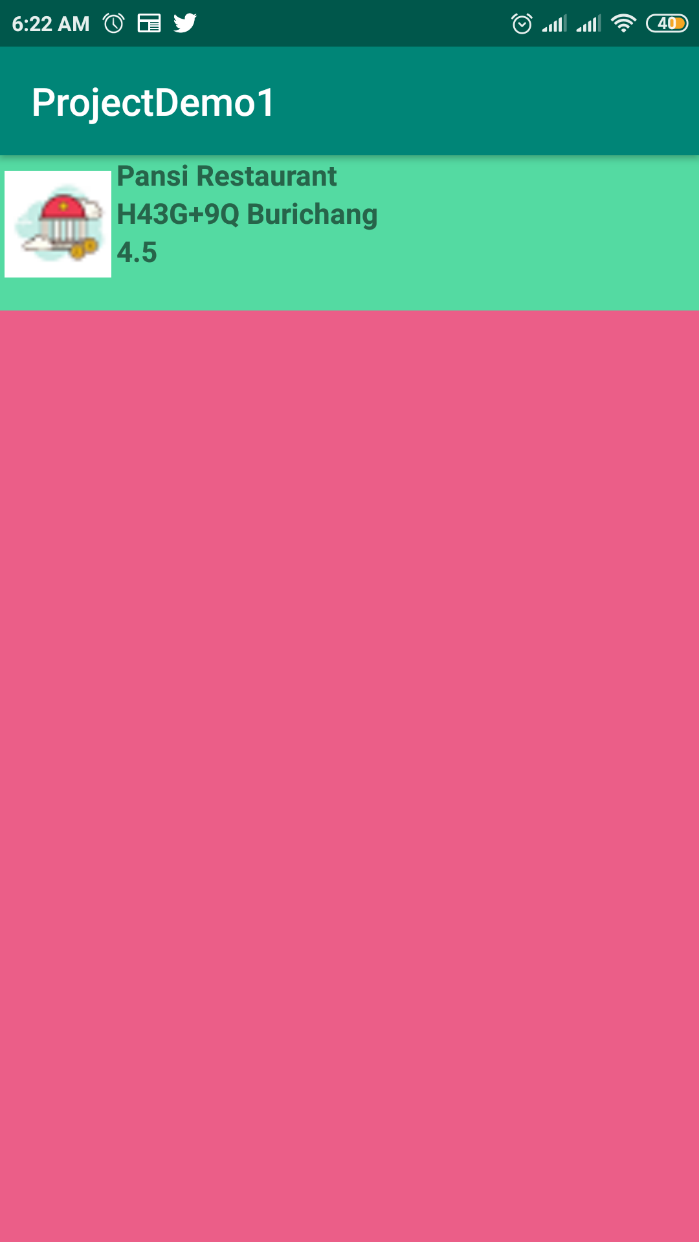 6:22 AM
40
ProjectDemo1
Pansi Restaurant
H43G+9Q Burichang
4.5